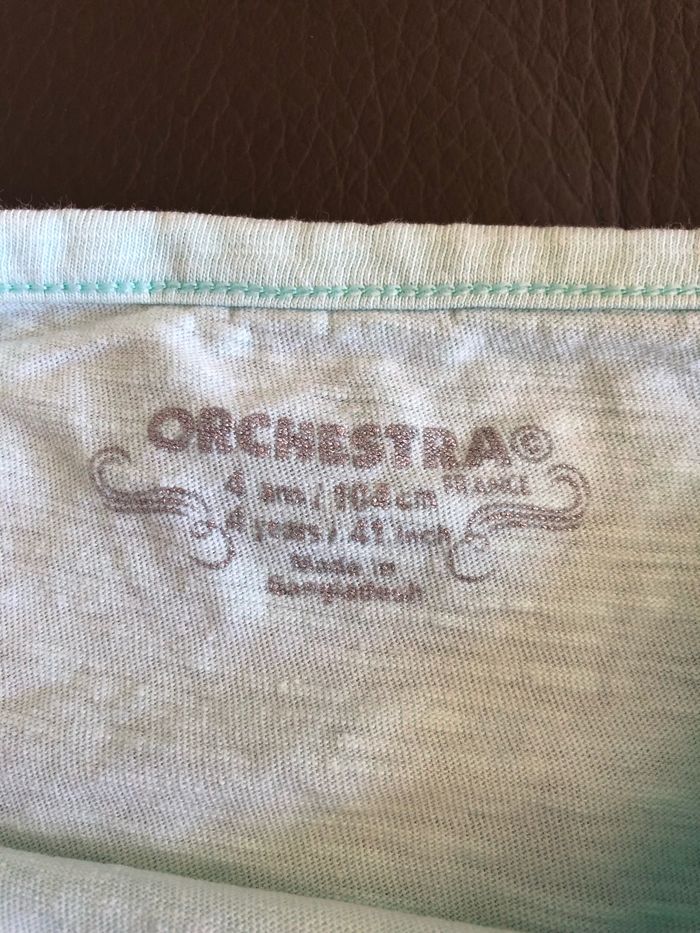 ORCHESTRA©
FRANCE
4 ans / 104 cm
4 years / 41 inch
Made in
Bangladesh